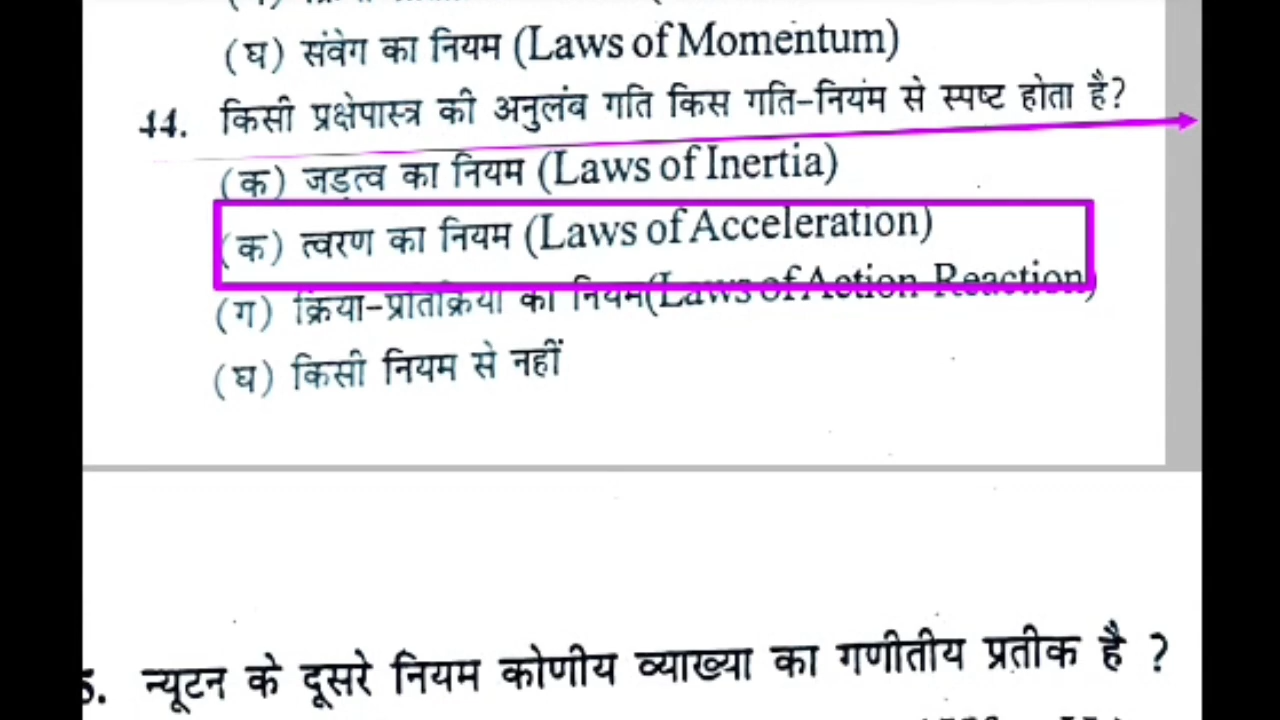 (घ) संवेग का नियम (Laws of Momentum)
44. किसी प्रक्षेपास्त्र की अनुलंब गति किस गति-नियंम से स्पष्ट होता है?
(क) जड़त्व का नियम (Laws of Inertia)
(क) त्वरण का नियम (Laws of Acceleration)
(ग) क्रिया-प्रतिक्रिया का नियम(Laws of Action-Reaction)
(घ) किसी नियम से नहीं
5. न्यूटन के दूसरे नियम कोणीय व्याख्या का गणीतीय प्रतीक है ?